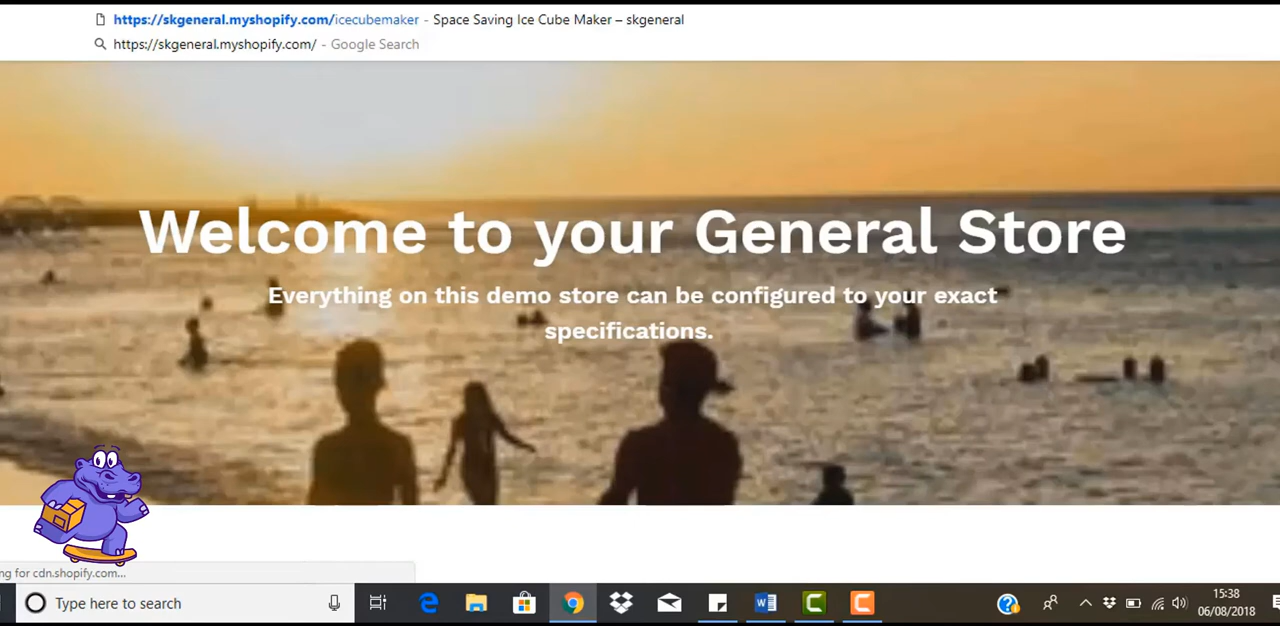 https://skgeneral.myshopify.com/icecubemaker - Space Saving Ice Cube Maker – skgeneral
https://skgeneral.myshopify.com/ - Google Search
Welcome to your General Store
Everything on this demo store can be configured to your exact
specifications.
ng for cdn.shopify.com...
Type here to search
15:38
06/08/2018